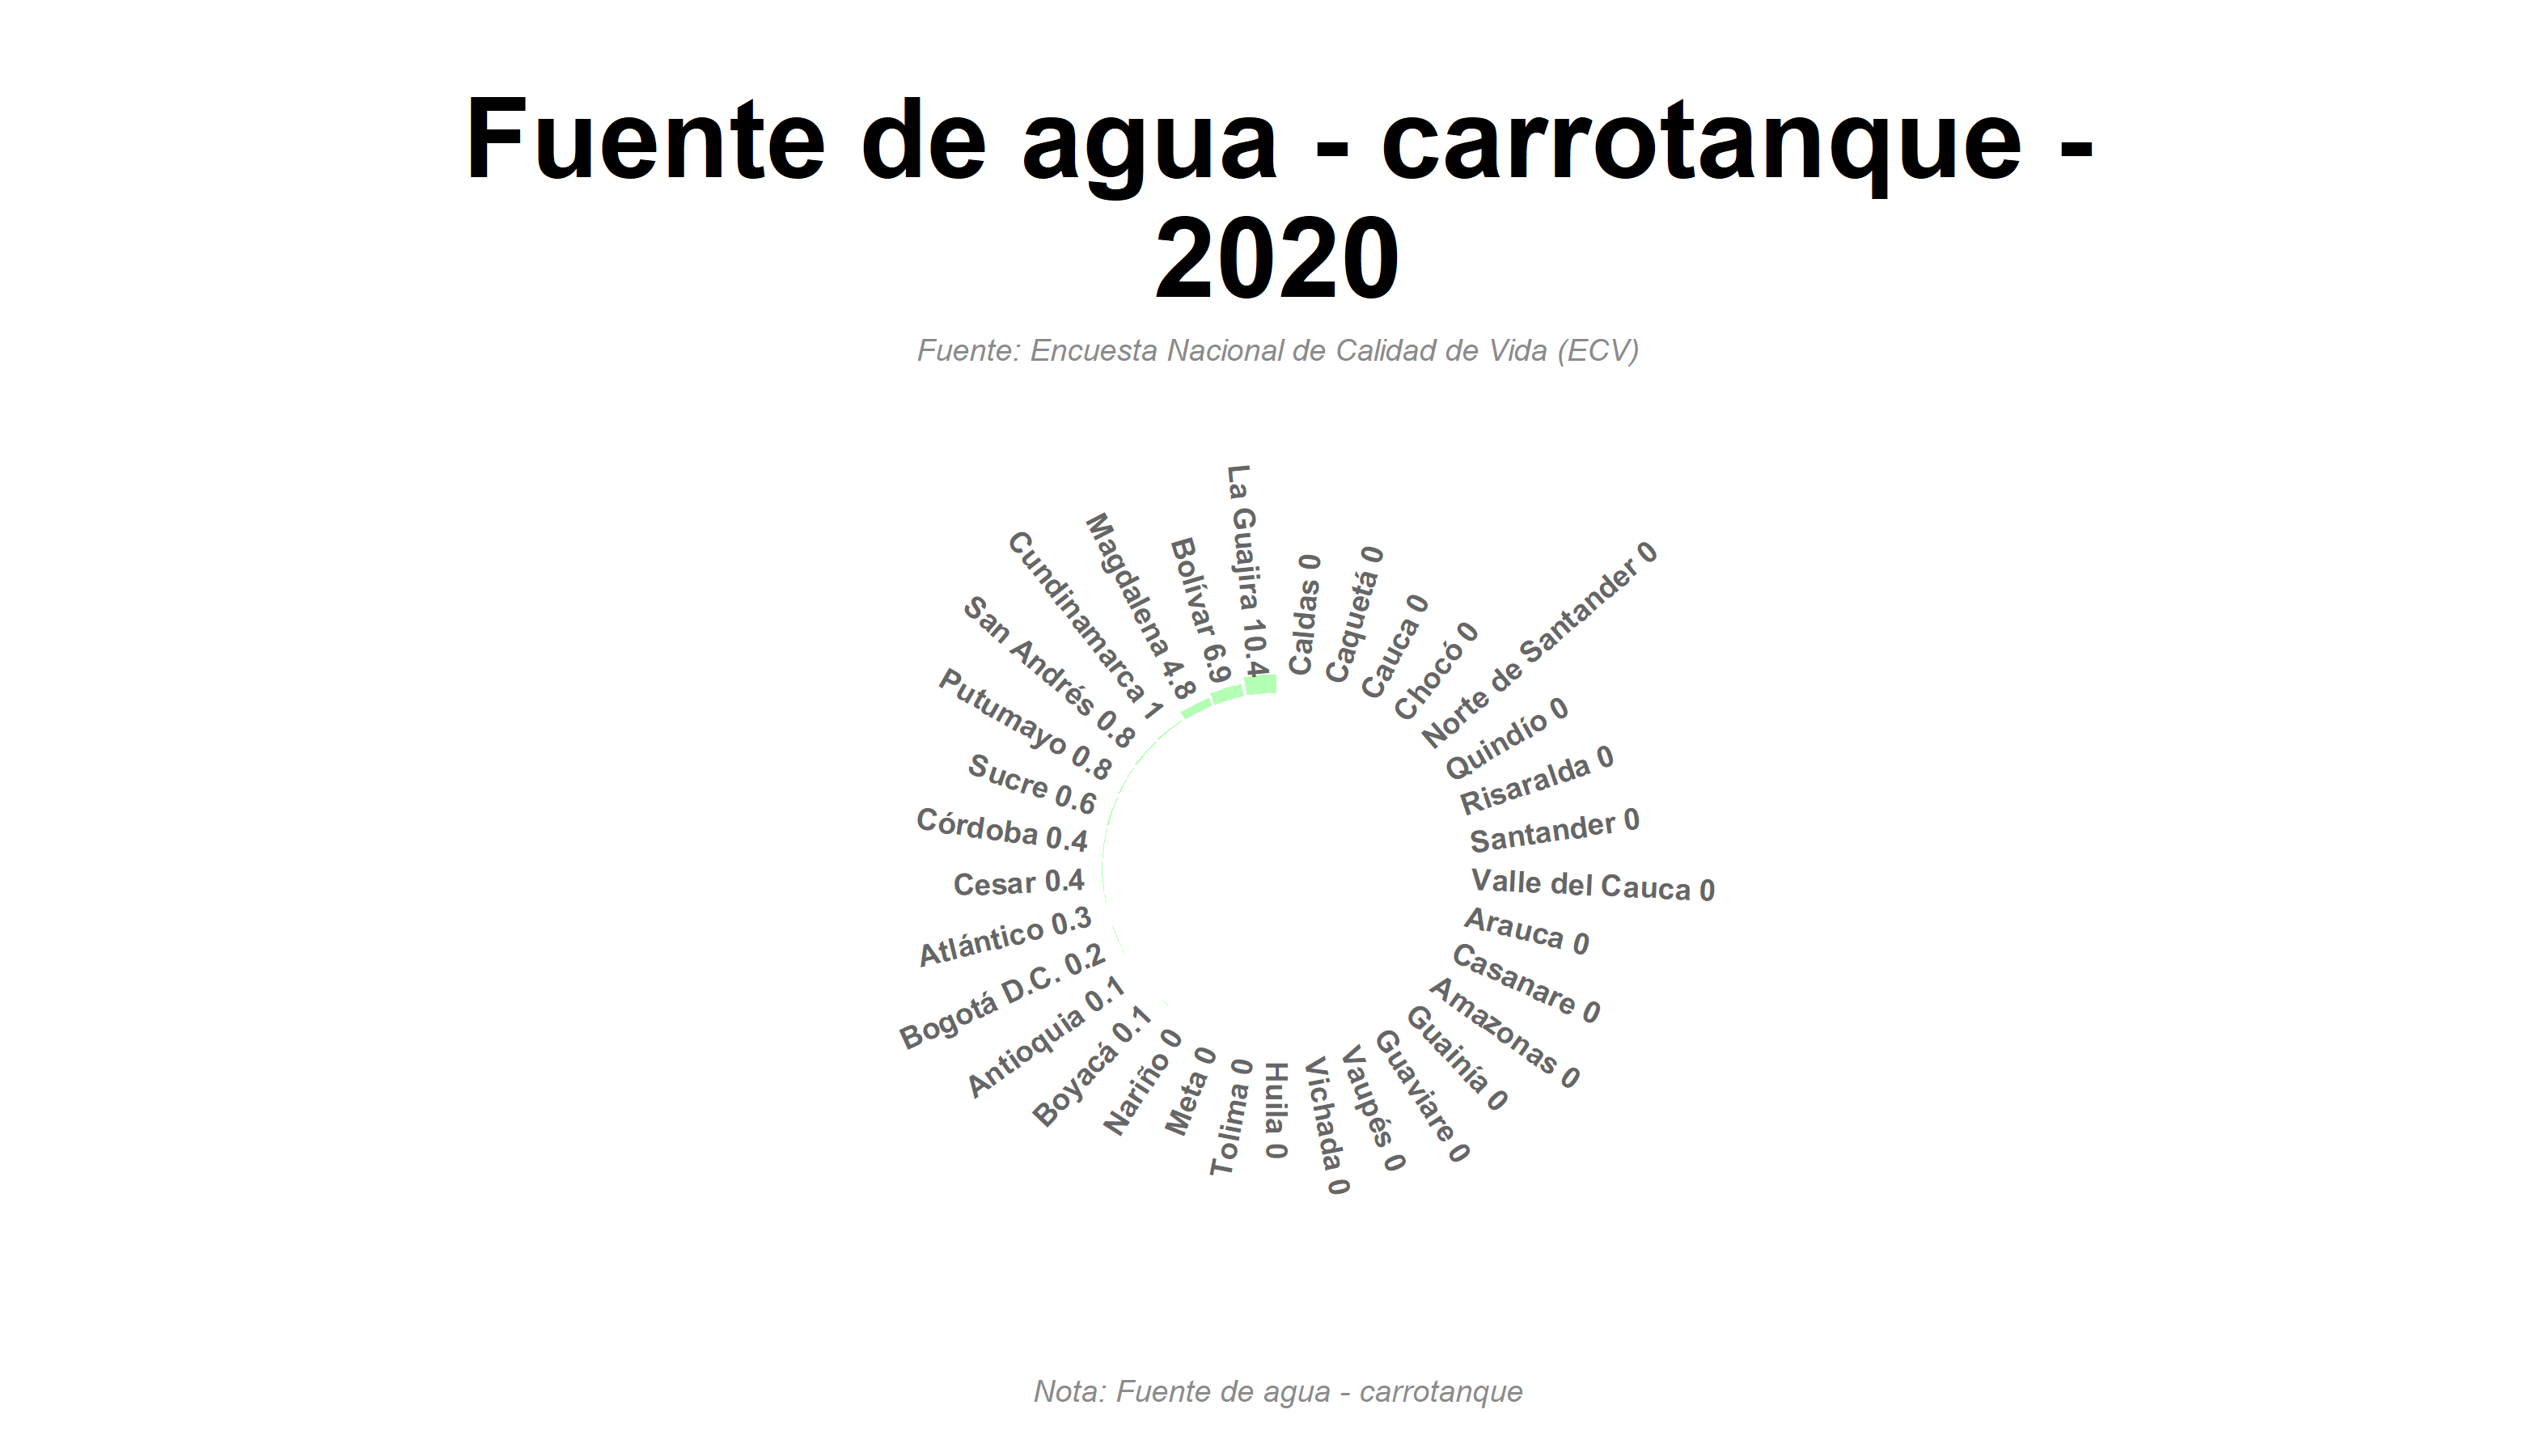 Fuente de agua - carrotanque -
2020
Fuente: Encuesta Nacional de Calidad de Vida (ECV)
Caldas 0
Caquetá 0
Cauca 0
Chocó 0
Norte de Santander 0
Quindío 0
Risaralda 0
Santander 0
Valle del Cauca 0
Arauca 0
Casanare 0
Amazonas 0
Guainía 0
Guaviare 0
Vaupés 0
Vichada 0
Huila 0
Tolima 0
Meta 0
Nariño 0
Boyacá 0.1
Antioquia 0.1
Bogotá D.C. 0.2
Atlántico 0.3
Cesar 0.4
Córdoba 0.4
Sucre 0.6
Putumayo 0.8
San Andrés 0.8
Cundinamarca 1
Magdalena 4.8
Bolívar 6.9
La Guajira 10.4
Nota: Fuente de agua - carrotanque